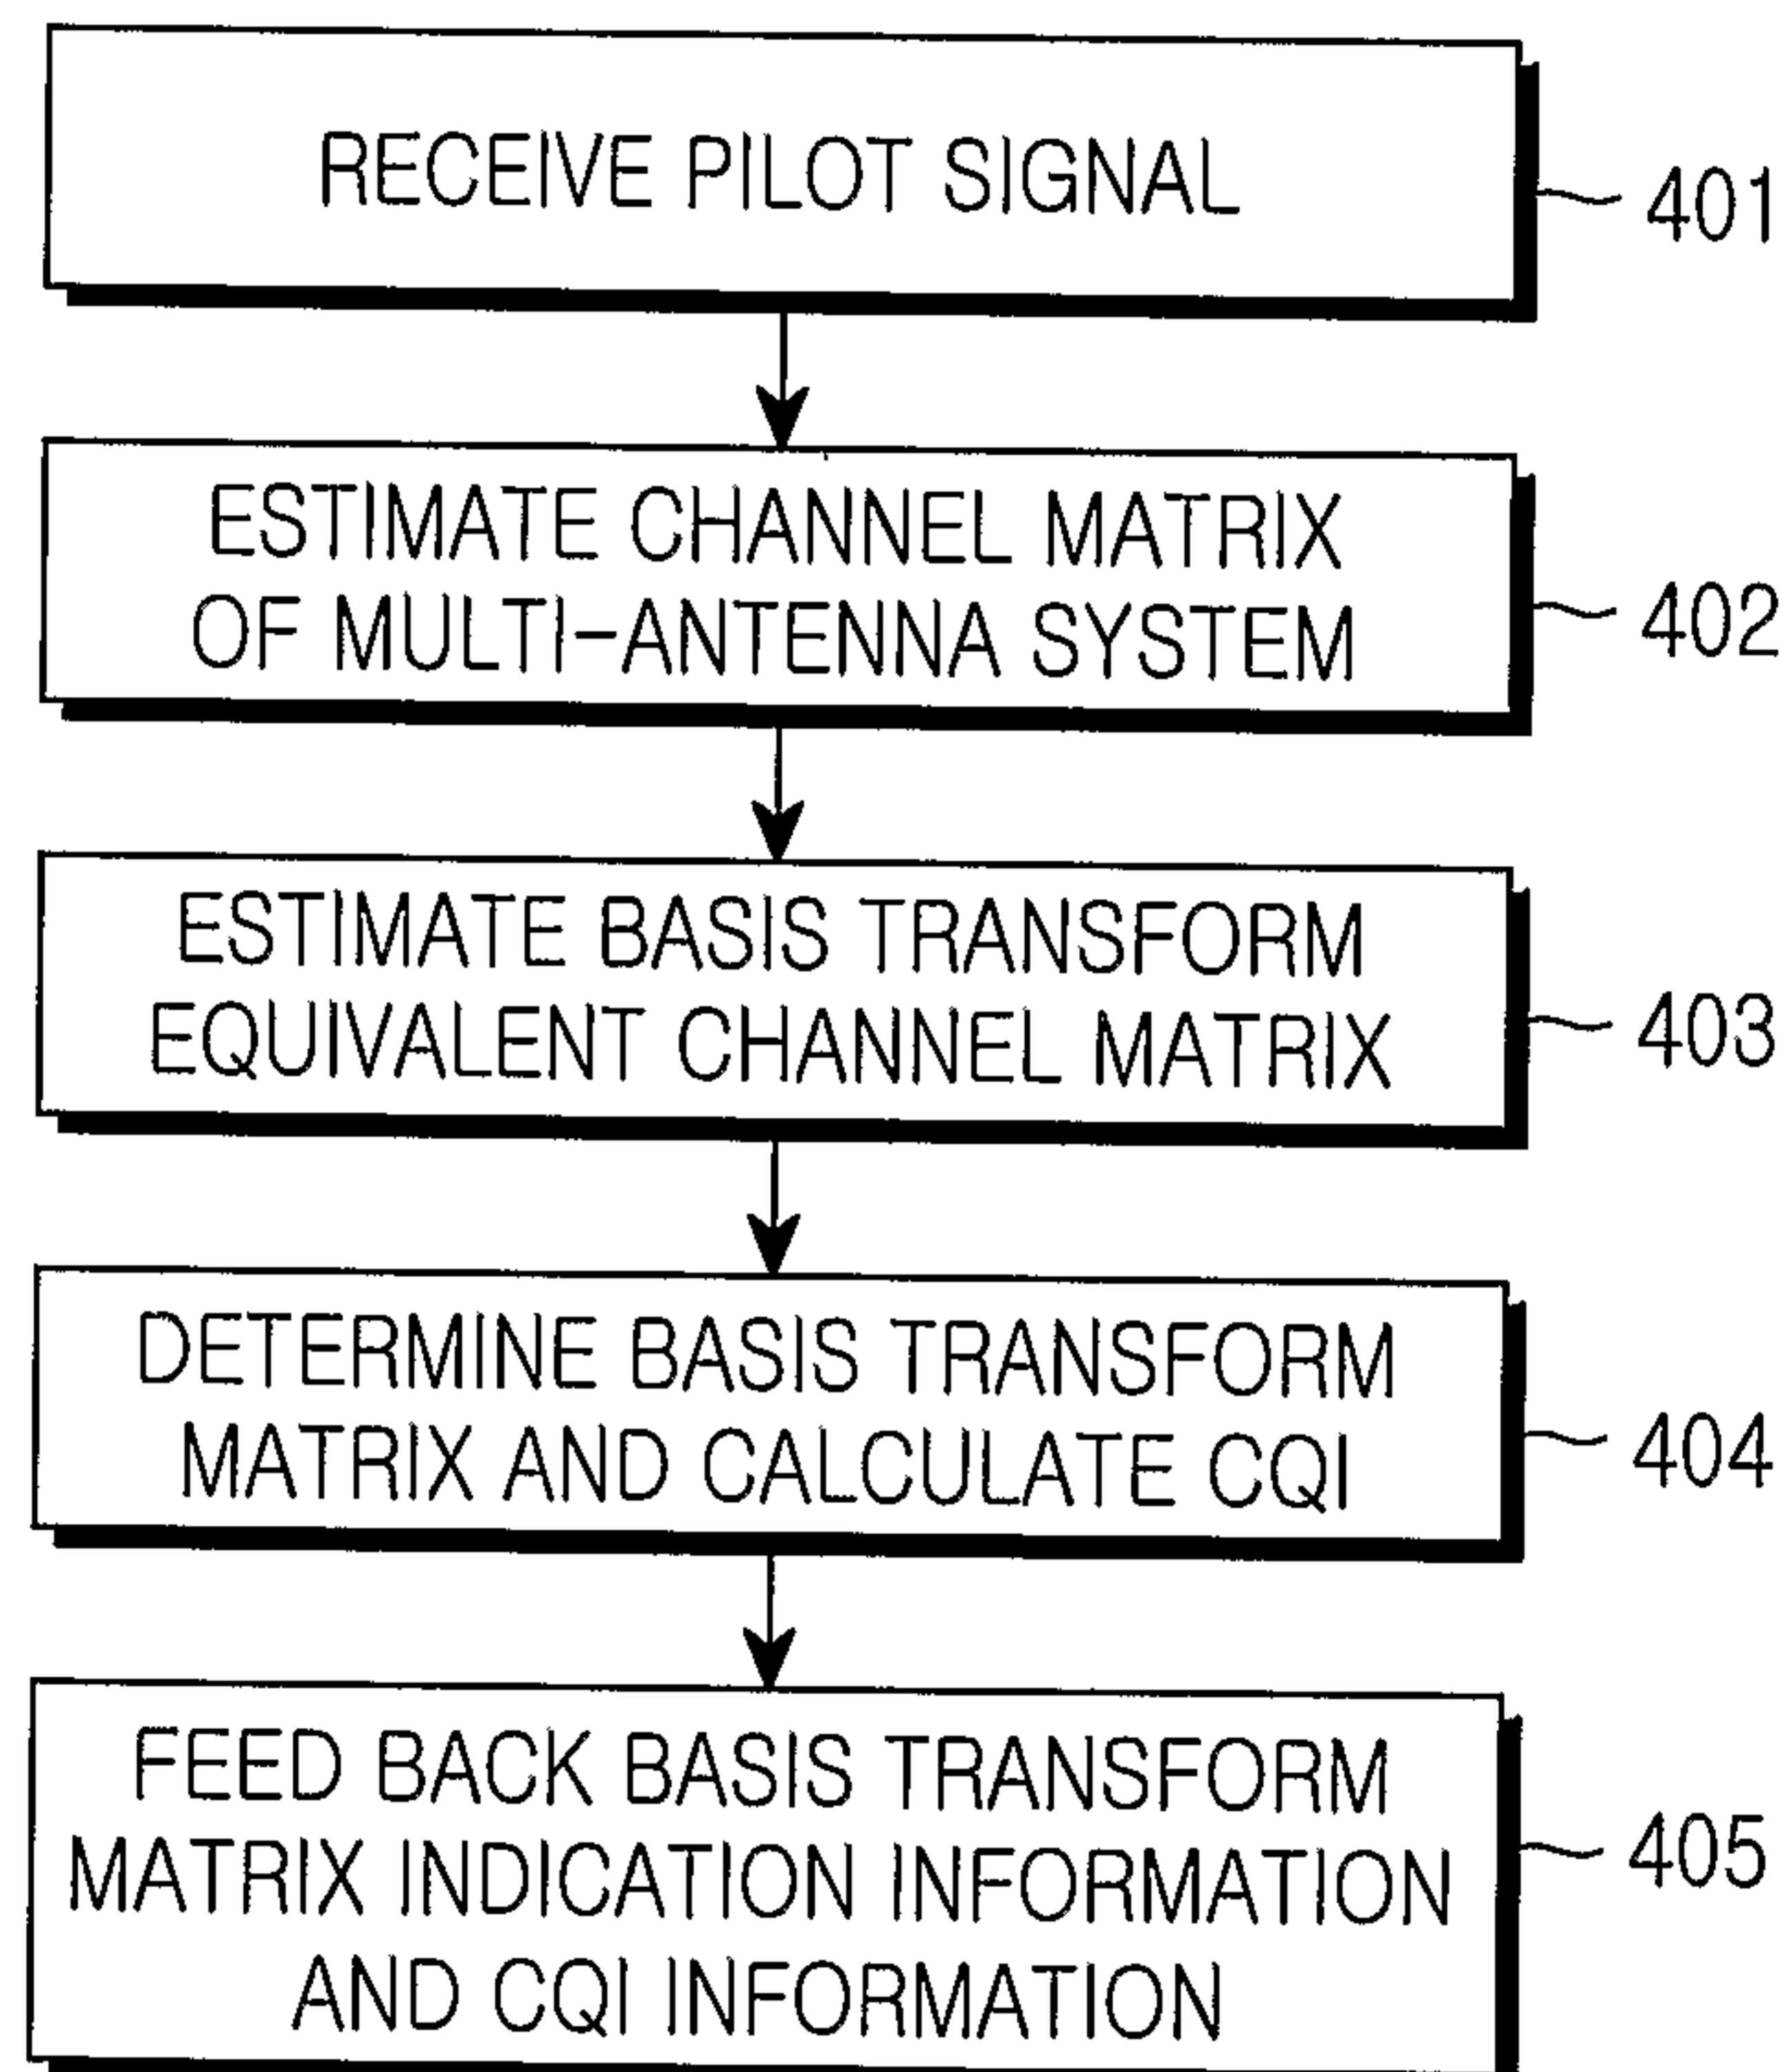 RECEIVE PILOT SIGNAL
401
ESTIMATE CHANNEL MATRIX
OF MULTI-ANTENNA SYSTEM
402
ESTIMATE BASIS TRANSFORM
EQUIVALENT CHANNEL MATRIX
403
DETERMINE BASIS TRANSFORM
MATRIX AND CALCULATE CQI
404
FEED BACK BASIS TRANSFORM
MATRIX INDICATION INFORMATION
AND CQI INFORMATION
405